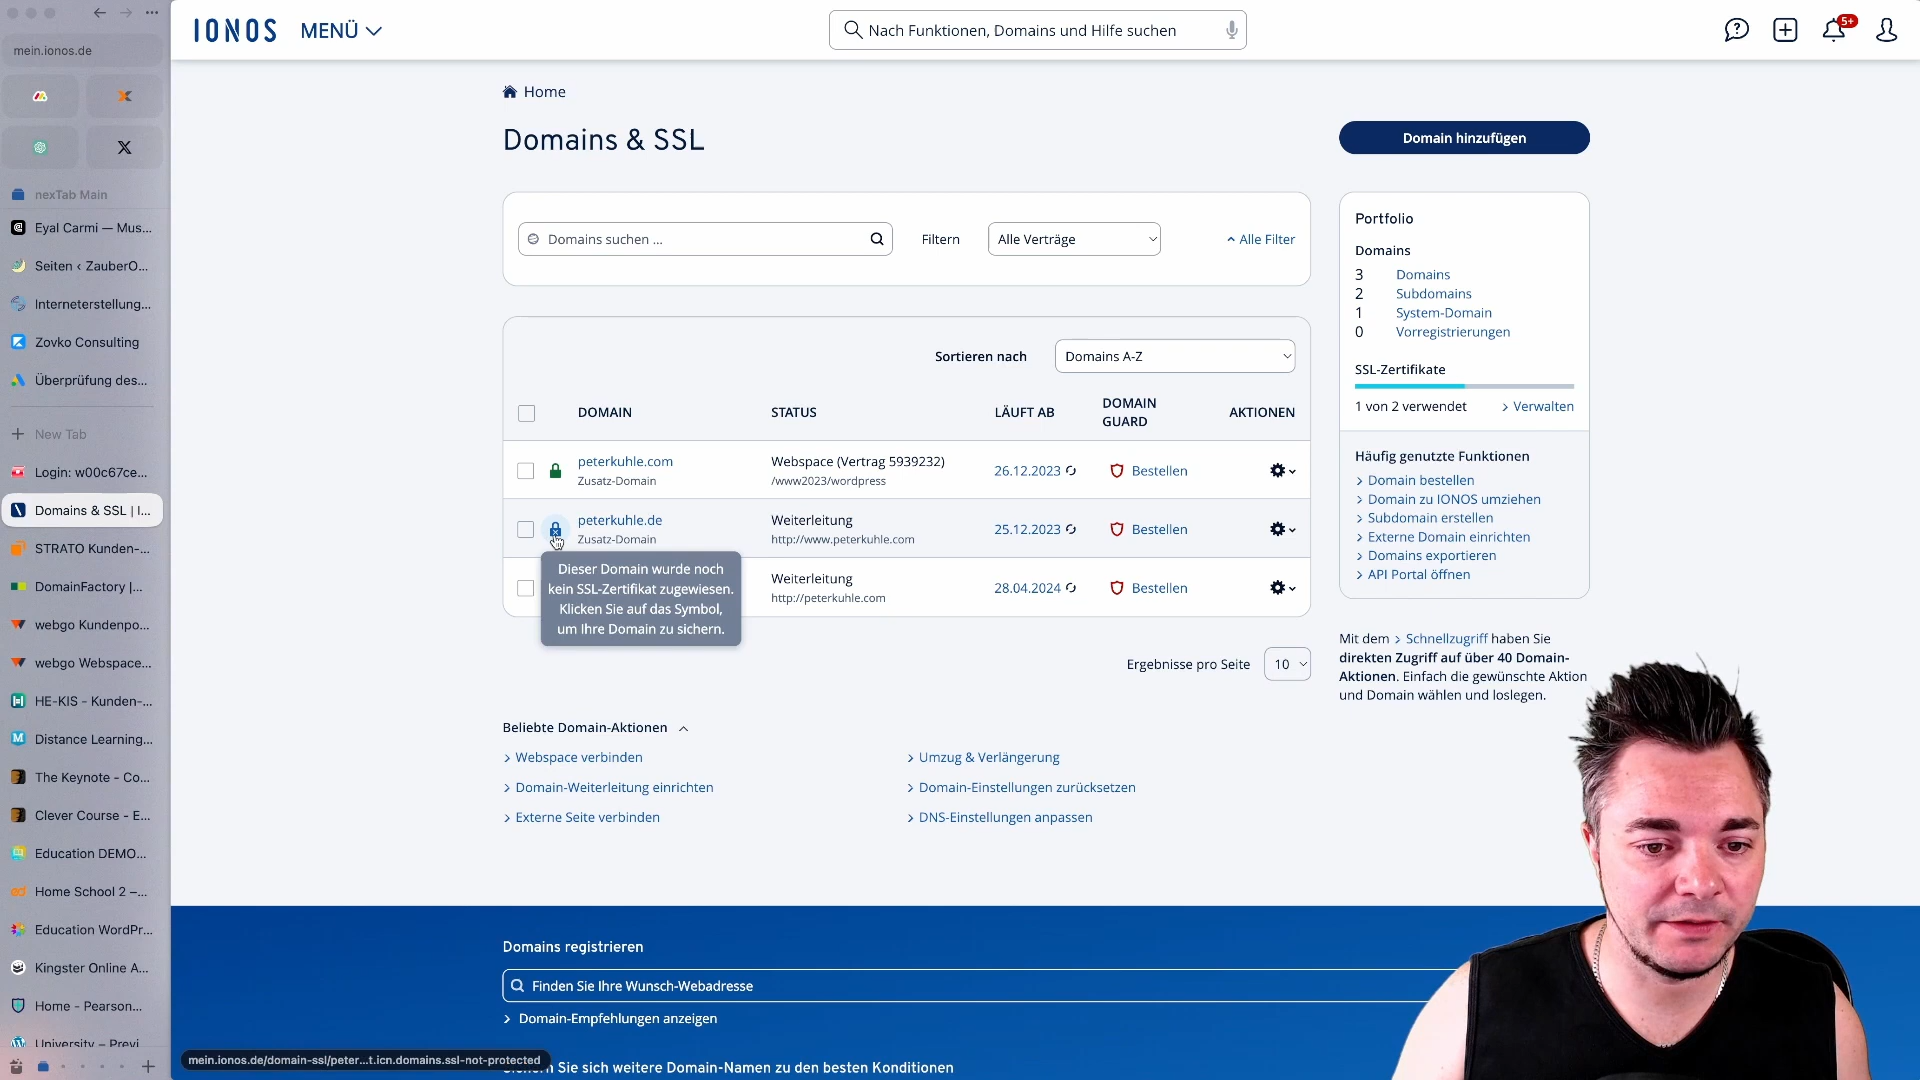 mein.ionos.de
nexTab Main
Eyal Carmi — Mus...
Seiten ‹ ZauberO...
Interneterstellung...
Zovko Consulting
Überprüfung des...
New Tab
Login: w00c67ce...
Domains & SSL | I...
STRATO Kunden-...
DomainFactory |...
webgo Kundenpo...
webgo Webspace...
HE-KIS - Kunden-...
Distance Learning...
The Keynote - Co...
Clever Course - E...
Education DEMO...
Home School 2 –...
Education WordPr...
Kingster Online A...
Home - Pearson...
University – Previ
IONOS
MENÜ
Nach Funktionen, Domains und Hilfe suchen
5+
Home
Domains & SSL
Domain hinzufügen
Domains suchen ...
Filtern
Alle Verträge
Alle Filter
Sortieren nach
Domains A-Z
DOMAIN
STATUS
LÄUFT AB
DOMAIN
GUARD
AKTIONEN
peterkuhle.com
Zusatz-Domain
Webspace (Vertrag 5939232)
/www2023/wordpress
26.12.2023
Bestellen
peterkuhle.de
Zusatz-Domain
Weiterleitung
http://www.peterkuhle.com
25.12.2023
Bestellen
Dieser Domain wurde noch
kein SSL-Zertifikat zugewiesen.
Klicken Sie auf das Symbol,
um Ihre Domain zu sichern.
Weiterleitung
http://peterkuhle.com
28.04.2024
Bestellen
Ergebnisse pro Seite
10
Beliebte Domain-Aktionen
Webspace verbinden
Domain-Weiterleitung einrichten
Externe Seite verbinden
Umzug & Verlängerung
Domain-Einstellungen zurücksetzen
DNS-Einstellungen anpassen
Portfolio
Domains
3 Domains
2 Subdomains
1 System-Domain
0 Vorregistrierungen
SSL-Zertifikate
1 von 2 verwendet
Verwalten
Häufig genutzte Funktionen
Domain bestellen
Domain zu IONOS umziehen
Subdomain erstellen
Externe Domain einrichten
Domains exportieren
API Portal öffnen
Mit dem > Schnellzugriff haben Sie
direkten Zugriff auf über 40 Domain-
Aktionen. Einfach die gewünschte Aktion
und Domain wählen und loslegen.
Domains registrieren
Finden Sie Ihre Wunsch-Webadresse
Domain-Empfehlungen anzeigen
mein.ionos.de/domain-ssl/peter...t.icn.domains.ssl-not-protected
Sie sich weitere Domain-Namen zu den besten Konditionen